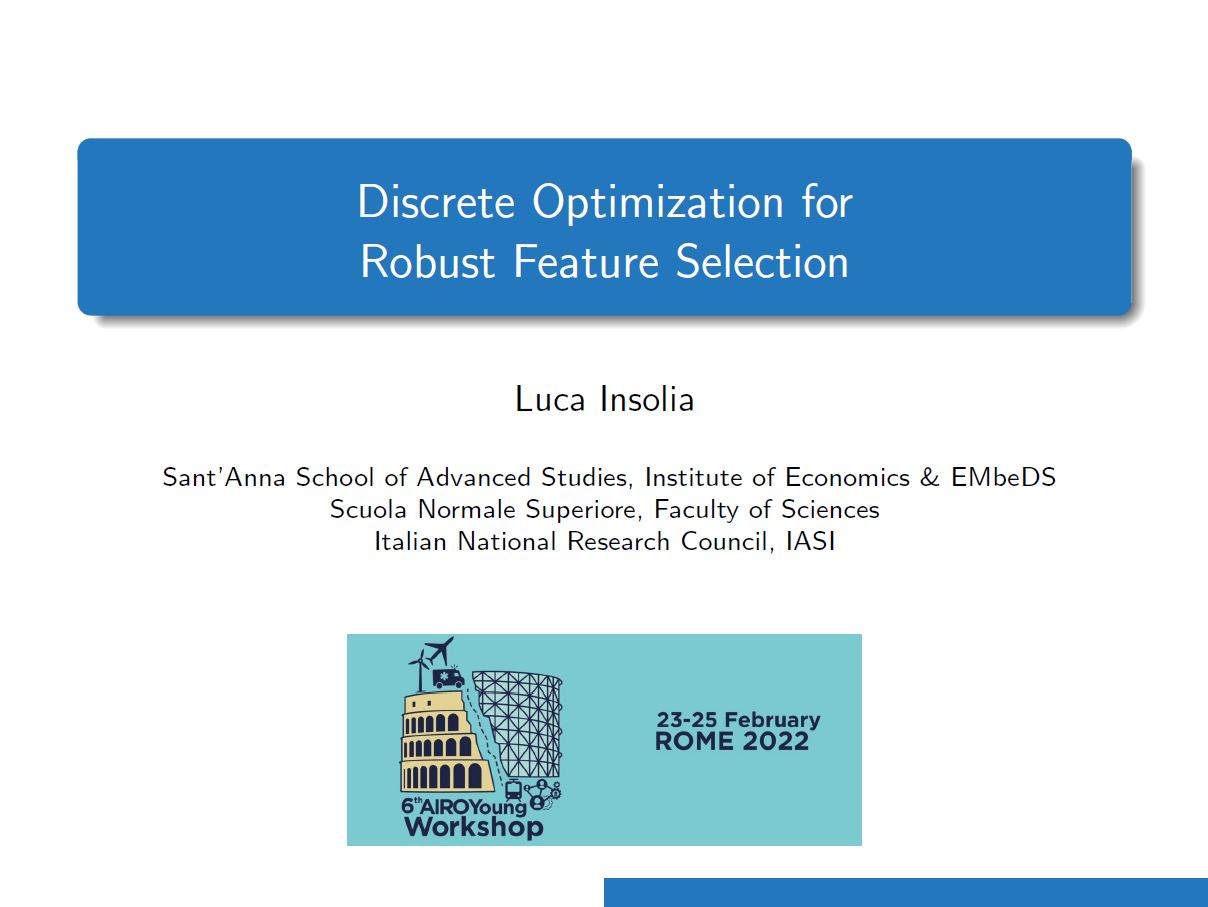 Discrete Optimization for
Robust Feature Selection
Luca Insolia
Sant'Anna School of Advanced Studies, Institute of Economics & EMbeDS
Scuola Normale Superiore, Faculty of Sciences
Italian National Research Council, IASI
23-25 February
ROME 2022
6th AIROYoung
Workshop